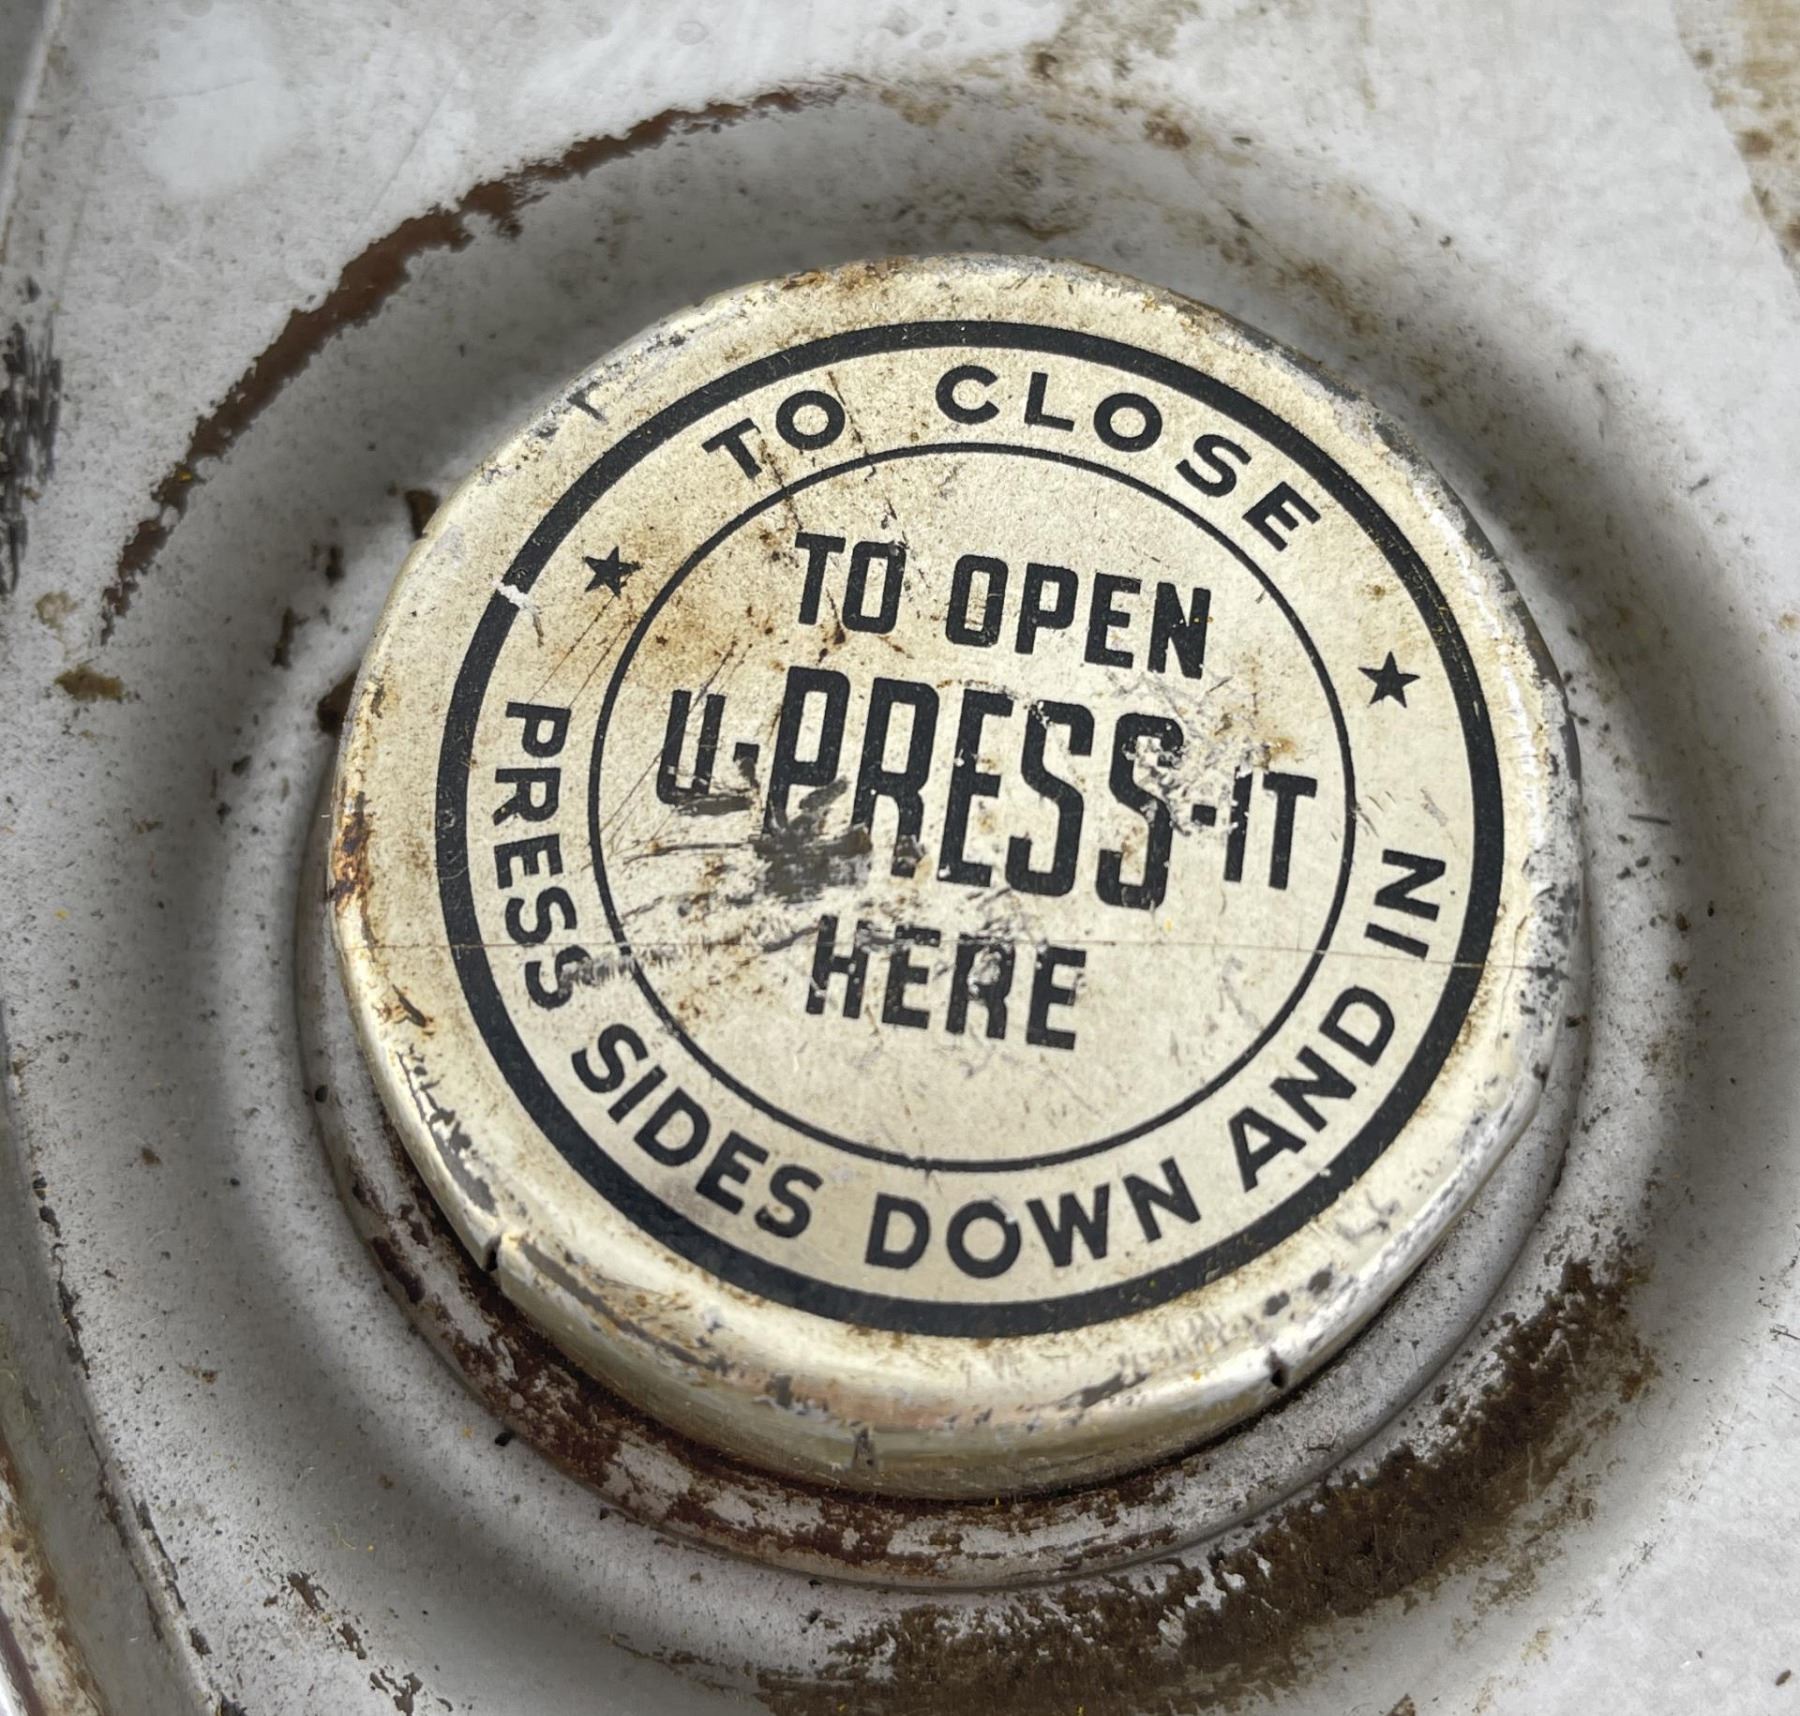 TO CLOSE
★ ★
PRESS SIDES DOWN AND IN
TO OPEN
U-PRESS-IT
HERE